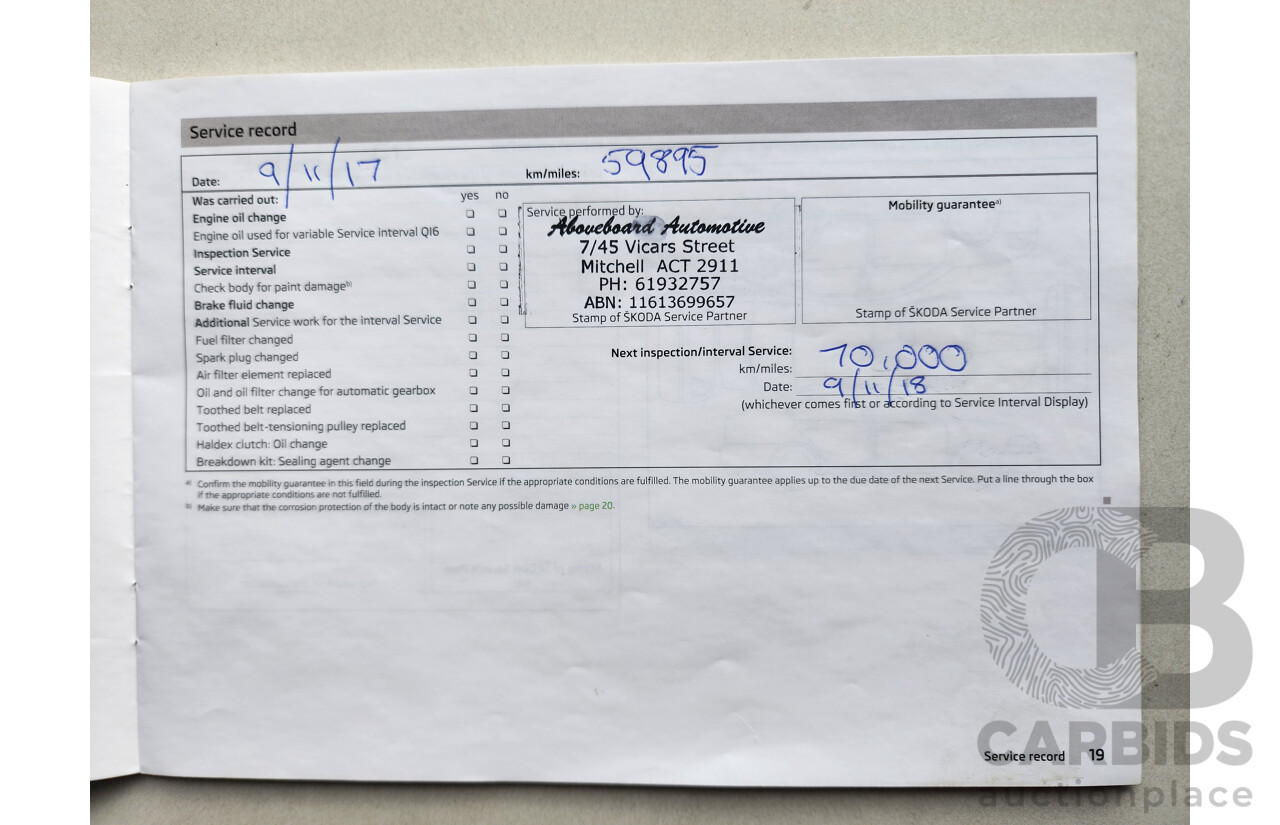 Service record
Date: 9/11/17 km/miles: 59895
Was carried out: yes no
Engine oil change
Engine oil used for variable Service interval QI6
Inspection Service
Service interval
Check body for paint damageb)
Brake fluid change
Additional Service work for the interval Service
Fuel filter changed
Spark plug changed
Air filter element replaced
Oil and oil filter change for automatic gearbox
Toothed belt replaced
Toothed belt-tensioning pulley replaced
Haldex clutch: Oil change
Breakdown kit: Sealing agent change
Service performed by:
Aboveboard Automotive
7/45 Vicars Street
Mitchell ACT 2911
PH: 61932757
ABN: 11613699657
Stamp of ŠKODA Service Partner
Mobility guaranteea)
Stamp of ŠKODA Service Partner
Next inspection/interval Service:
km/miles: 70,000
Date: 9/11/18
(whichever comes first or according to Service Interval Display)
a) Confirm the mobility guarantee in this field during the inspection Service if the appropriate conditions are fulfilled. The mobility guarantee applies up to the due date of the next Service. Put a line through the box
if the appropriate conditions are not fulfilled.
b) Make sure that the corrosion protection of the body is intact or note any possible damage » page 20.
Service record 19
CARBIDS
auctionplace